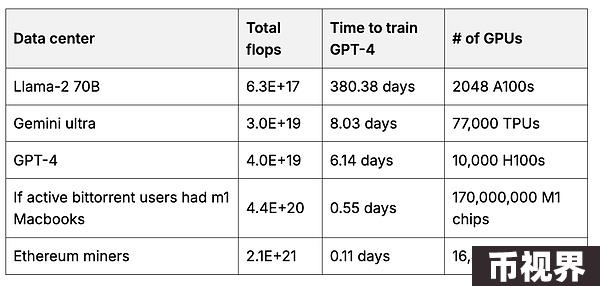 Data center
Total
flops
Time to train
GPT-4
# of GPUs
Llama-2 70B
6.3E+17
380.38 days
2048 A100s
Gemini ultra
3.0E+19
8.03 days
77,000 TPUs
GPT-4
4.0E+19
6.14 days
10,000 H100s
If active bittorrent users had m1
Macbooks
4.4E+20
0.55 days
170,000,000 M1
chips
Ethereum miners
2.1E+21
0.11 days
币视界